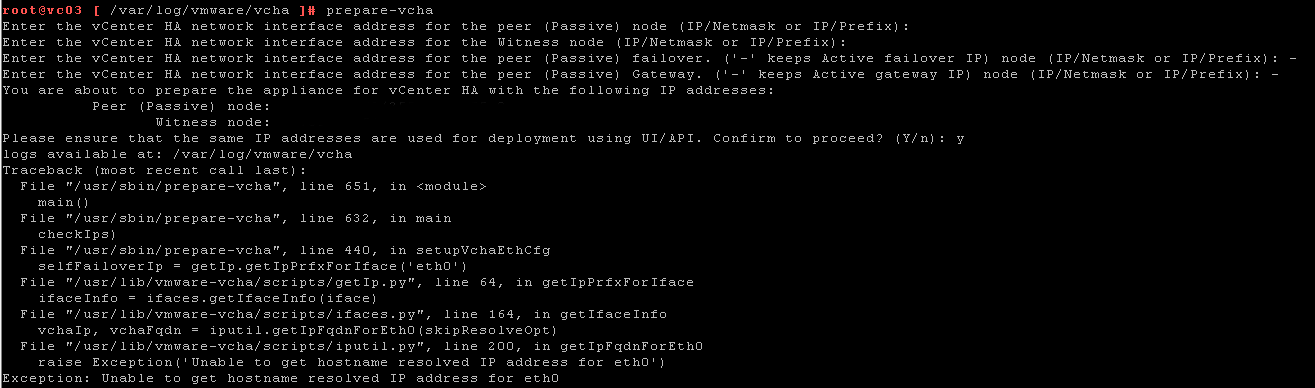 root@vc03 [ /var/log/vmware/vcha ]# prepare-vcha
Enter the vCenter HA network interface address for the peer (Passive) node (IP/Netmask or IP/Prefix):
Enter the vCenter HA network interface address for the Witness node (IP/Netmask or IP/Prefix):
Enter the vCenter HA network interface address for the peer (Passive) failover. ('-' keeps Active failover IP) node (IP/Netmask or IP/Prefix): -
Enter the vCenter HA network interface address for the peer (Passive) Gateway. ('-' keeps Active gateway IP) node (IP/Netmask or IP/Prefix): -
You are about to prepare the appliance for vCenter HA with the following IP addresses:
Peer (Passive) node:
Witness node:
Please ensure that the same IP addresses are used for deployment using UI/API. Confirm to proceed? (Y/n): y
logs available at: /var/log/vmware/vcha
Traceback (most recent call last):
File "/usr/sbin/prepare-vcha", line 651, in <module>
main()
File "/usr/sbin/prepare-vcha", line 632, in main
checkIps)
File "/usr/sbin/prepare-vcha", line 440, in setupVchaEthCfg
selfFailoverIp = getIp.getIpPrfxForIface('eth0')
File "/usr/lib/vmware-vcha/scripts/getIp.py", line 64, in getIpPrfxForIface
ifaceInfo = ifaces.getIfaceInfo(iface)
File "/usr/lib/vmware-vcha/scripts/ifaces.py", line 164, in getIfaceInfo
vchaIp, vchaFqdn = iputil.getIpFqdnForEth0(skipResolveOpt)
File "/usr/lib/vmware-vcha/scripts/iputil.py", line 200, in getIpFqdnForEth0
raise Exception('Unable to get hostname resolved IP address for eth0')
Exception: Unable to get hostname resolved IP address for eth0